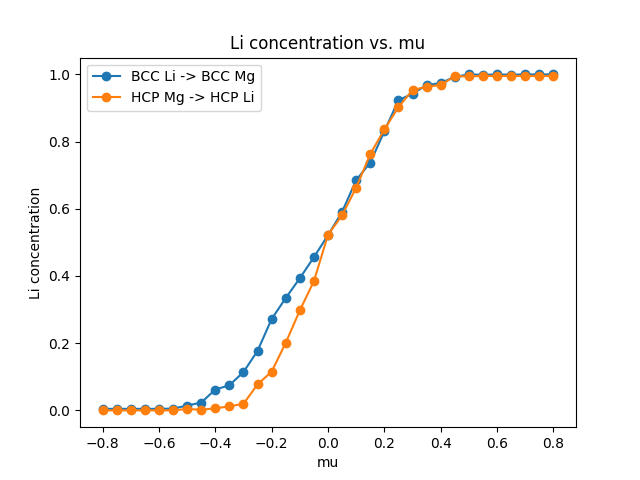 Li concentration vs. mu
BCC Li -> BCC Mg
HCP Mg -> HCP Li
Li concentration
1.0
0.8
0.6
0.4
0.2
0.0
−0.8 −0.6 −0.4 −0.2 0.0 0.2 0.4 0.6 0.8
mu